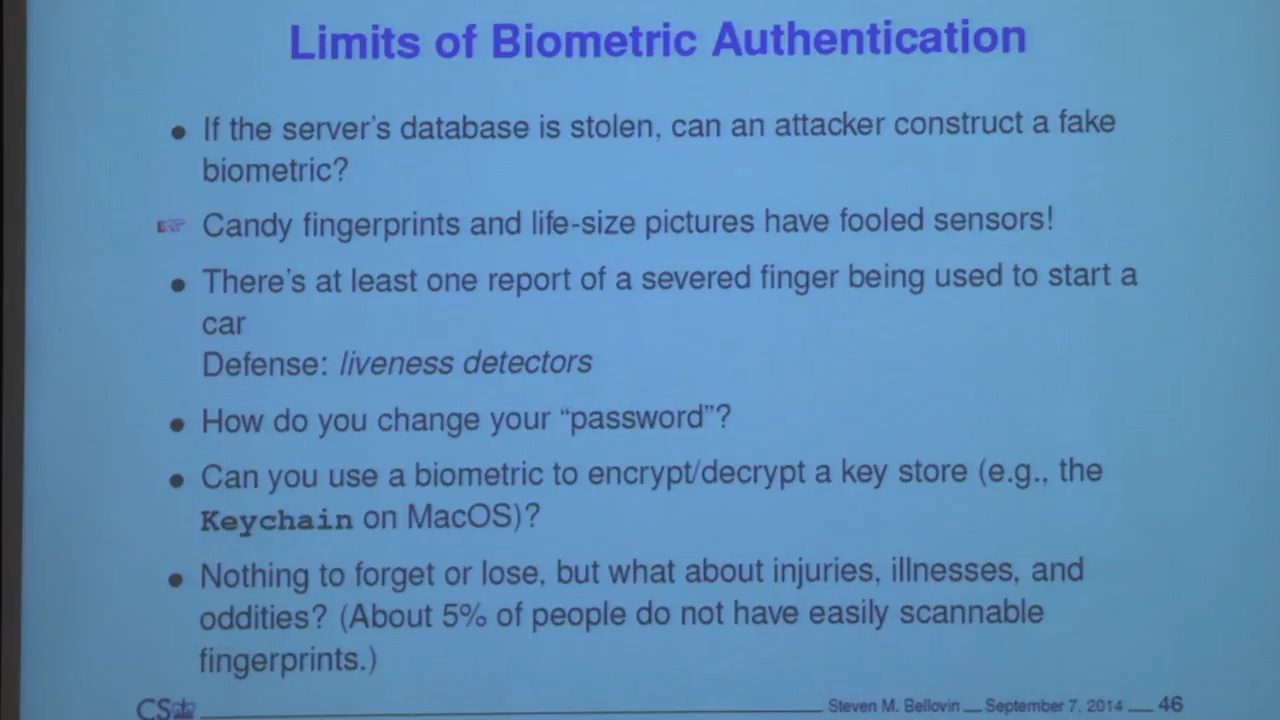 Limits of Biometric Authentication
• If the server's database is stolen, can an attacker construct a fake
biometric?
☞ Candy fingerprints and life-size pictures have fooled sensors!
• There's at least one report of a severed finger being used to start a
car
Defense: liveness detectors
• How do you change your “password”?
• Can you use a biometric to encrypt/decrypt a key store (e.g., the
Keychain on MacOS)?
• Nothing to forget or lose, but what about injuries, illnesses, and
oddities? (About 5% of people do not have easily scannable
fingerprints.)
CS Steven M. Bellovin __ September 7, 2014 __ 46